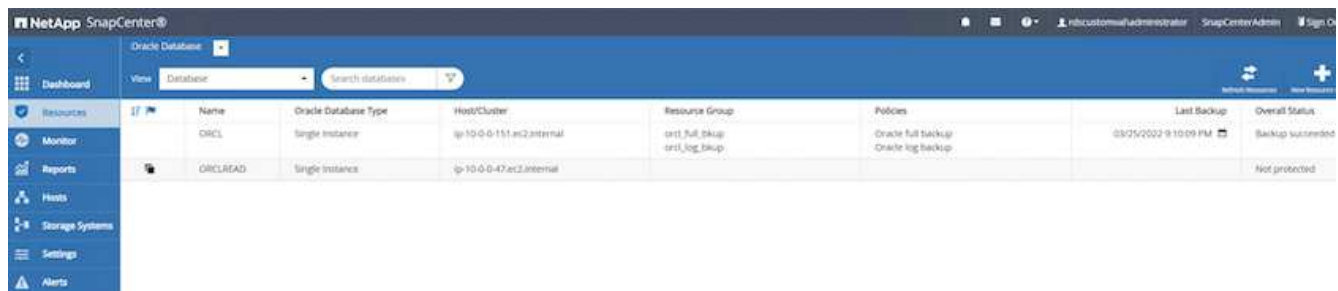 NetApp SnapCenter®
rdscustomval\administrator SnapCenterAdmin Sign Ou
Oracle Database
Dashboard
View Database Search databases
Refresh Resources New Resource
Resources
Name Oracle Database Type Host/Cluster Resource Group Policies Last Backup Overall Status
ORCL Single Instance ip-10-0-0-151.ec2.internal orcl_full_bkup Oracle full backup 03/25/2022 9:10:09 PM Backup succeeded
orcl_log_bkup Oracle log backup
Monitor
Reports
ORCLREAD Single Instance ip-10-0-0-47.ec2.internal Not protected
Hosts
Storage Systems
Settings
Alerts